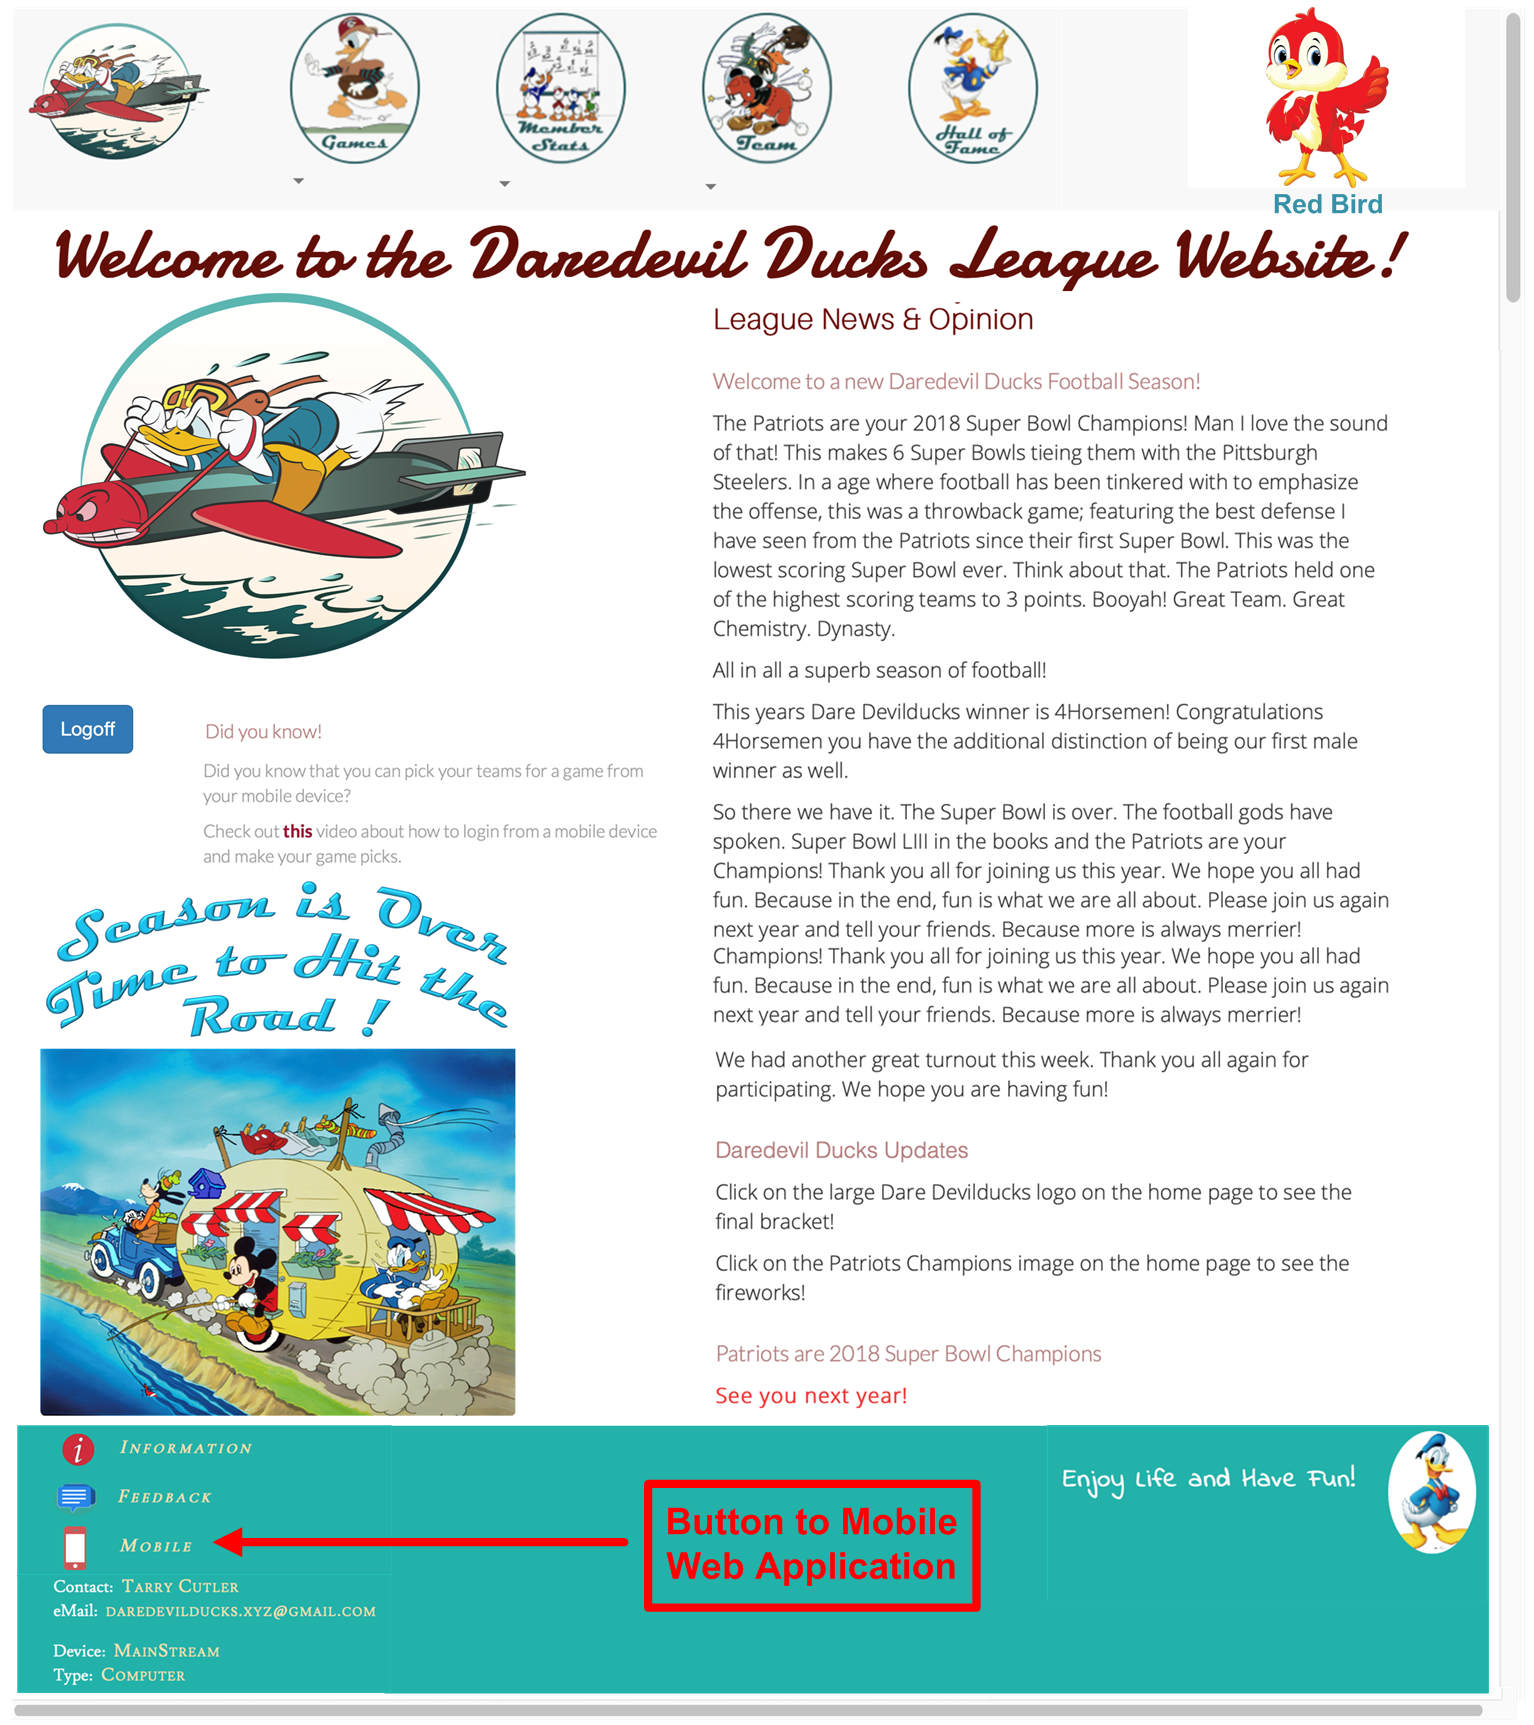 Games
Member
Stats
Team
Hall of
Fame
Red Bird
Welcome to the Daredevil Ducks League Website!
League News & Opinion
Welcome to a new Daredevil Ducks Football Season!
The Patriots are your 2018 Super Bowl Champions! Man I love the sound
of that! This makes 6 Super Bowls tieing them with the Pittsburgh
Steelers. In a age where football has been tinkered with to emphasize
the offense, this was a throwback game; featuring the best defense I
have seen from the Patriots since their first Super Bowl. This was the
lowest scoring Super Bowl ever. Think about that. The Patriots held one
of the highest scoring teams to 3 points. Booyah! Great Team. Great
Chemistry. Dynasty.
All in all a superb season of football!
This years Dare Devilducks winner is 4Horsemen! Congratulations
4Horsemen you have the additional distinction of being our first male
winner as well.
So there we have it. The Super Bowl is over. The football gods have
spoken. Super Bowl LIII in the books and the Patriots are your
Champions! Thank you all for joining us this year. We hope you all had
fun. Because in the end, fun is what we are all about. Please join us again
next year and tell your friends. Because more is always merrier!
Champions! Thank you all for joining us this year. We hope you all had
fun. Because in the end, fun is what we are all about. Please join us again
next year and tell your friends. Because more is always merrier!
We had another great turnout this week. Thank you all again for
participating. We hope you are having fun!
Daredevil Ducks Updates
Click on the large Dare Devilducks logo on the home page to see the
final bracket!
Click on the Patriots Champions image on the home page to see the
fireworks!
Patriots are 2018 Super Bowl Champions
See you next year!
Logoff
Did you know!
Did you know that you can pick your teams for a game from
your mobile device?
Check out this video about how to login from a mobile device
and make your game picks.
Season is Over
Time to Hit the
Road !
i Information
Feedback
Mobile
Contact: Tarry Cutler
eMail: daredevilducks.xyz@gmail.com
Device: MainStream
Type: Computer
Button to Mobile
Web Application
Enjoy Life and Have Fun!